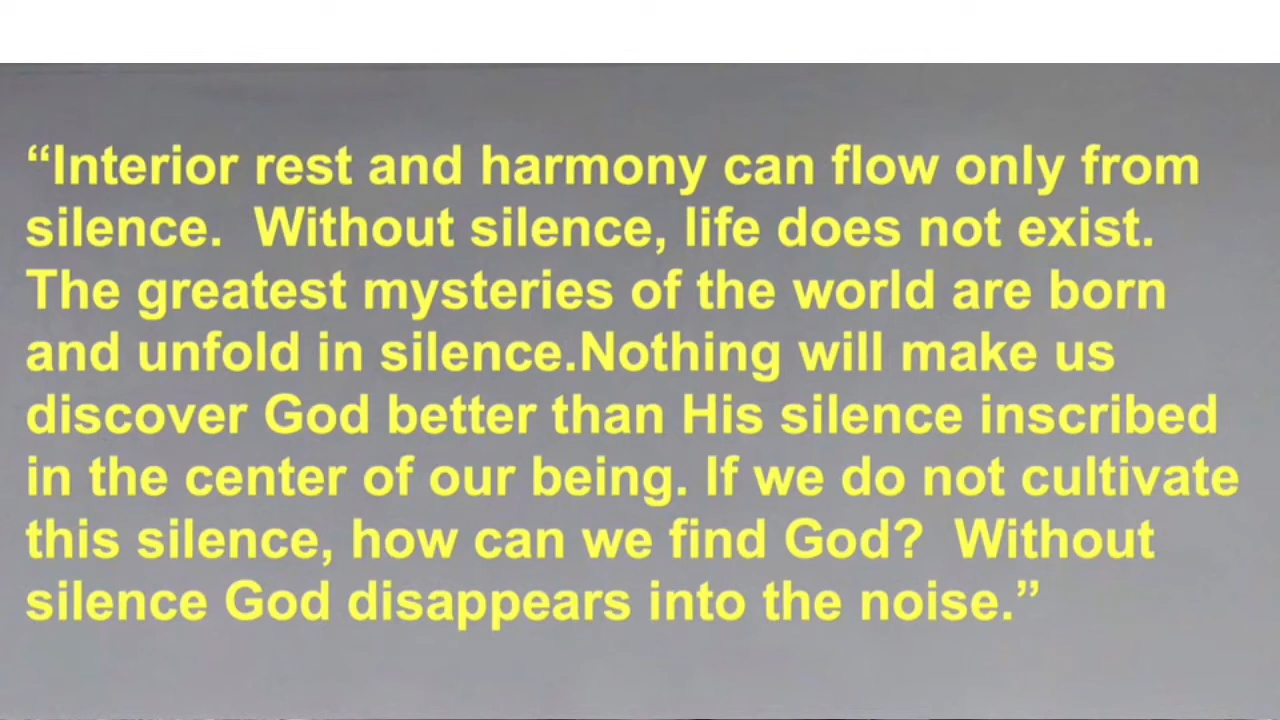 “Interior rest and harmony can flow only from
silence.  Without silence, life does not exist.
The greatest mysteries of the world are born
and unfold in silence.Nothing will make us
discover God better than His silence inscribed
in the center of our being. If we do not cultivate
this silence, how can we find God?  Without
silence God disappears into the noise.”